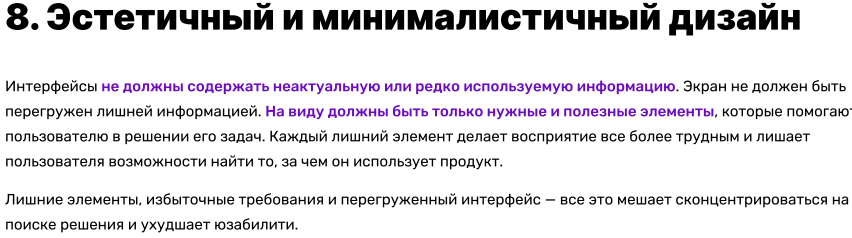 8. Эстетичный и минималистичный дизайн
Интерфейсы не должны содержать неактуальную или редко используемую информацию. Экран не должен быть
перегружен лишней информацией. На виду должны быть только нужные и полезные элементы, которые помогают
пользователю в решении его задач. Каждый лишний элемент делает восприятие все более трудным и лишает
пользователя возможности найти то, за чем он использует продукт.
Лишние элементы, избыточные требования и перегруженный интерфейс — все это мешает сконцентрироваться на
поиске решения и ухудшает юзабилити.